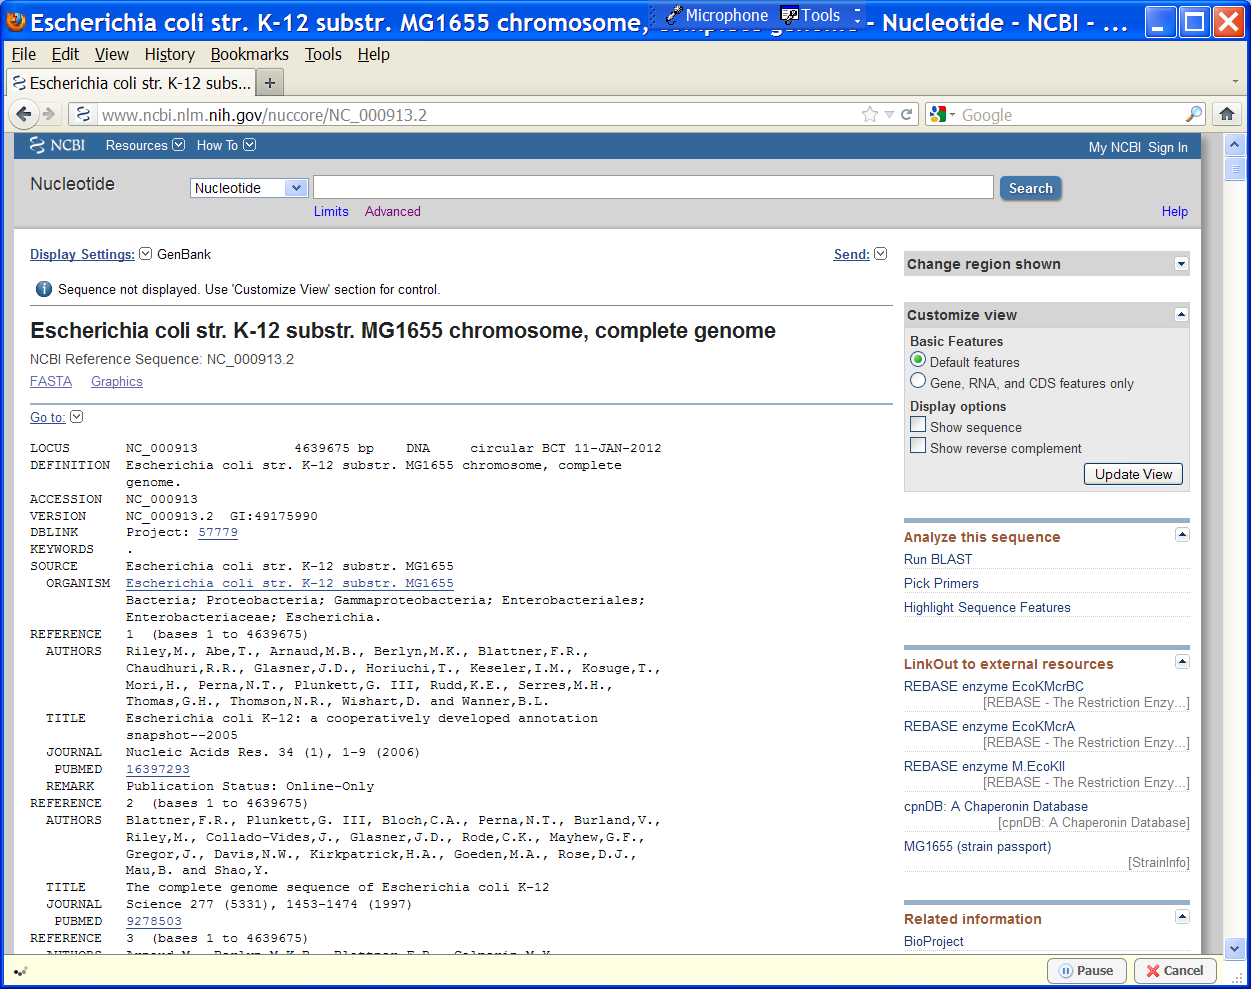 Escherichia coli str. K-12 substr. MG1655 chromosome, complete genome - Nucleotide - NCBI - ...
Microphone Tools
File Edit View History Bookmarks Tools Help
Escherichia coli str. K-12 subs... +
www.ncbi.nlm.nih.gov/nuccore/NC_000913.2 Google
NCBI Resources How To My NCBI Sign In
Nucleotide Nucleotide Search
Limits Advanced Help
Display Settings: GenBank Send:
Sequence not displayed. Use 'Customize View' section for control.
Escherichia coli str. K-12 substr. MG1655 chromosome, complete genome
NCBI Reference Sequence: NC_000913.2
FASTA Graphics
Go to:
LOCUS NC_000913 4639675 bp DNA circular BCT 11-JAN-2012
DEFINITION Escherichia coli str. K-12 substr. MG1655 chromosome, complete
genome.
ACCESSION NC_000913
VERSION NC_000913.2 GI:49175990
DBLINK Project: 57779
KEYWORDS .
SOURCE Escherichia coli str. K-12 substr. MG1655
ORGANISM Escherichia coli str. K-12 substr. MG1655
Bacteria; Proteobacteria; Gammaproteobacteria; Enterobacteriales;
Enterobacteriaceae; Escherichia.
REFERENCE 1 (bases 1 to 4639675)
AUTHORS Riley,M., Abe,T., Arnaud,M.B., Berlyn,M.K., Blattner,F.R.,
Chaudhuri,R.R., Glasner,J.D., Horiuchi,T., Keseler,I.M., Kosuge,T.,
Mori,H., Perna,N.T., Plunkett,G. III, Rudd,K.E., Serres,M.H.,
Thomas,G.H., Thomson,N.R., Wishart,D. and Wanner,B.L.
TITLE Escherichia coli K-12: a cooperatively developed annotation
snapshot--2005
JOURNAL Nucleic Acids Res. 34 (1), 1-9 (2006)
PUBMED 16397293
REMARK Publication Status: Online-Only
REFERENCE 2 (bases 1 to 4639675)
AUTHORS Blattner,F.R., Plunkett,G. III, Bloch,C.A., Perna,N.T., Burland,V.,
Riley,M., Collado-Vides,J., Glasner,J.D., Rode,C.K., Mayhew,G.F.,
Gregor,J., Davis,N.W., Kirkpatrick,H.A., Goeden,M.A., Rose,D.J.,
Mau,B. and Shao,Y.
TITLE The complete genome sequence of Escherichia coli K-12
JOURNAL Science 277 (5331), 1453-1474 (1997)
PUBMED 9278503
REFERENCE 3 (bases 1 to 4639675)
Change region shown
Customize view
Basic Features
Default features
Gene, RNA, and CDS features only
Display options
Show sequence
Show reverse complement
Update View
Analyze this sequence
Run BLAST
Pick Primers
Highlight Sequence Features
LinkOut to external resources
REBASE enzyme EcoKMcrBC
[REBASE - The Restriction Enzy...]
REBASE enzyme EcoKMcrA
[REBASE - The Restriction Enzy...]
REBASE enzyme M.EcoKII
[REBASE - The Restriction Enzy...]
cpnDB: A Chaperonin Database
[cpnDB: A Chaperonin Database]
MG1655 (strain passport)
[StrainInfo]
Related information
BioProject
Pause Cancel